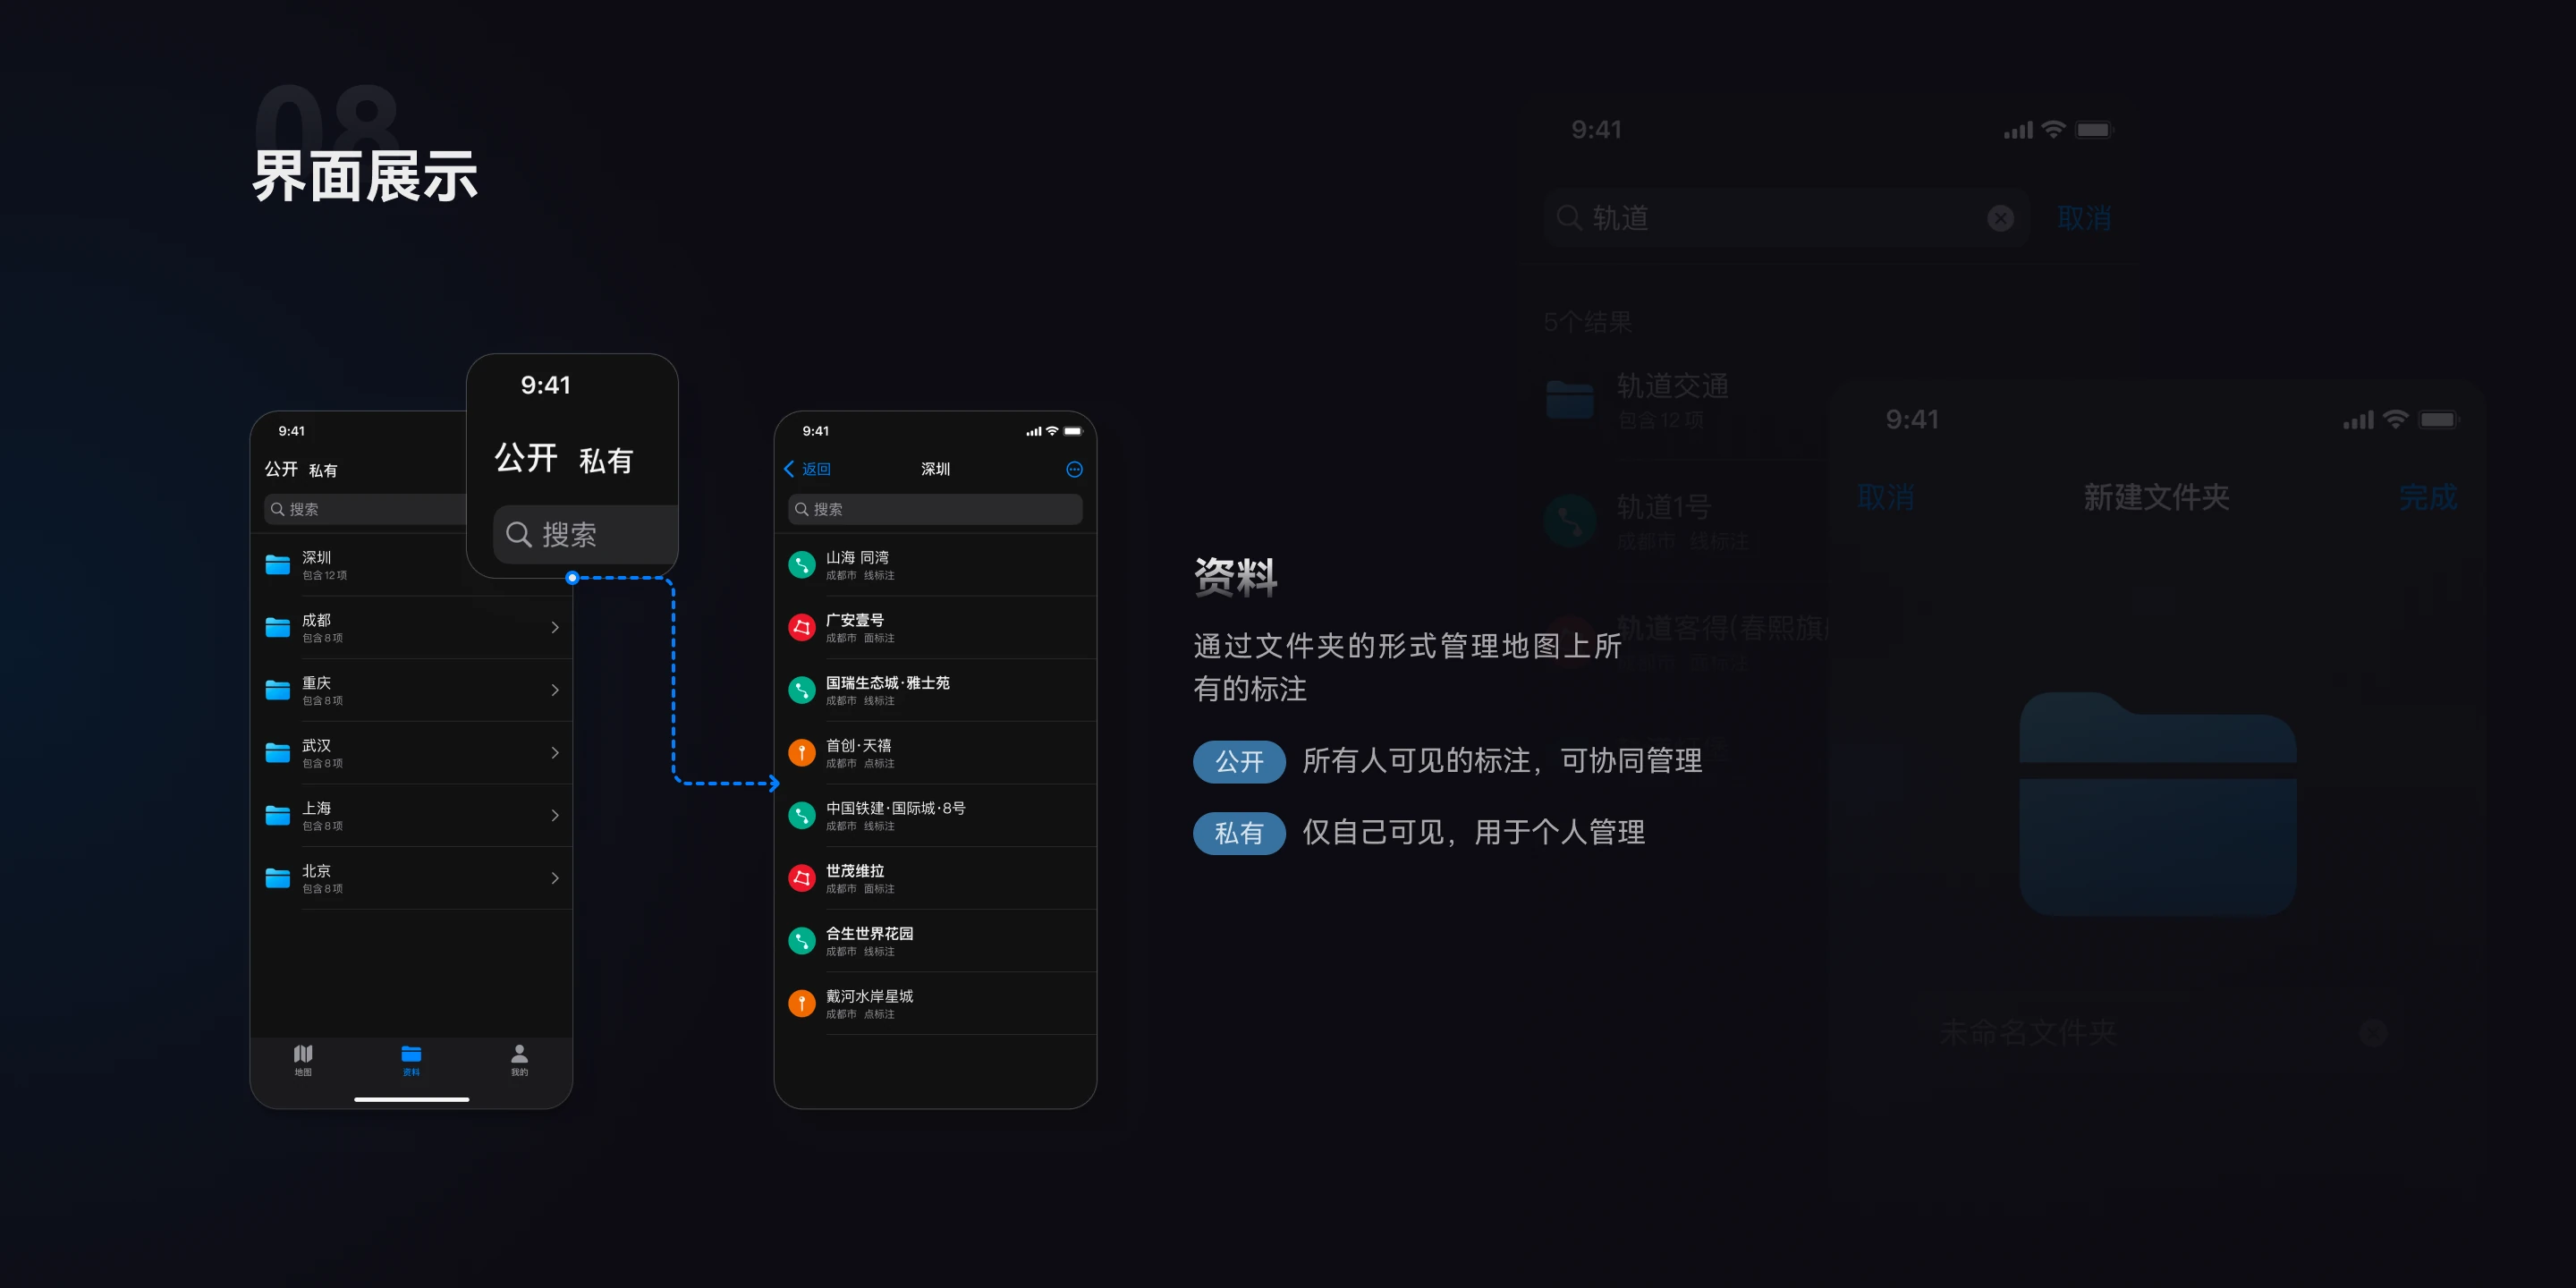 08
界面展示
9:41
公开 私有
搜索
深圳
包含12项
成都
包含8项
重庆
包含8项
武汉
包含8项
上海
包含8项
北京
包含8项
地图 资料 我的
9:41
公开 私有
搜索
9:41
返回 深圳
搜索
山海 同湾
成都市 线标注
广安壹号
成都市 面标注
国瑞生态城·雅士苑
成都市 线标注
首创·天禧
成都市 点标注
中国铁建·国际城·8号
成都市 线标注
世茂维拉
成都市 面标注
合生世界花园
成都市 线标注
戴河水岸星城
成都市 点标注
资料
通过文件夹的形式管理地图上所
有的标注
公开 所有人可见的标注，可协同管理
私有 仅自己可见，用于个人管理
9:41
轨道 取消
5个结果
轨道交通
包含12项
轨道1号
成都市 线标注
轨道客得(春熙旗
成都市 面标注
9:41
取消 新建文件夹 完成
未命名文件夹